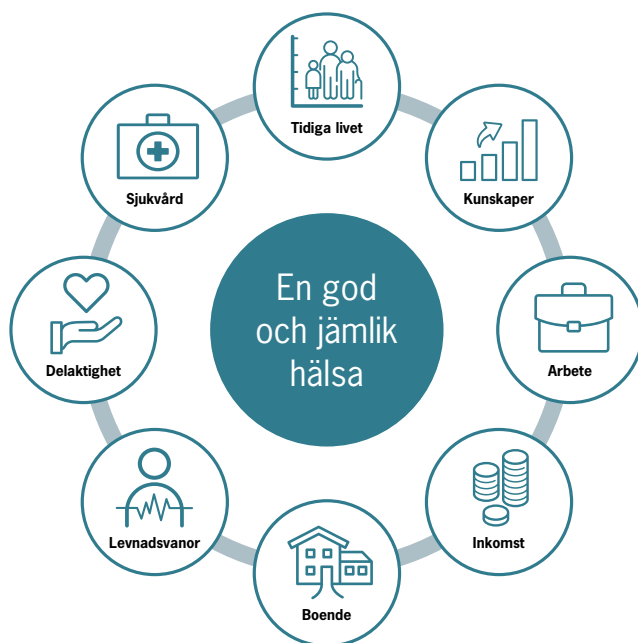 Tidiga livet
Kunskaper
Arbete
Inkomst
Boende
Levnadsvanor
Delaktighet
Sjukvård
En god
och jämlik
hälsa